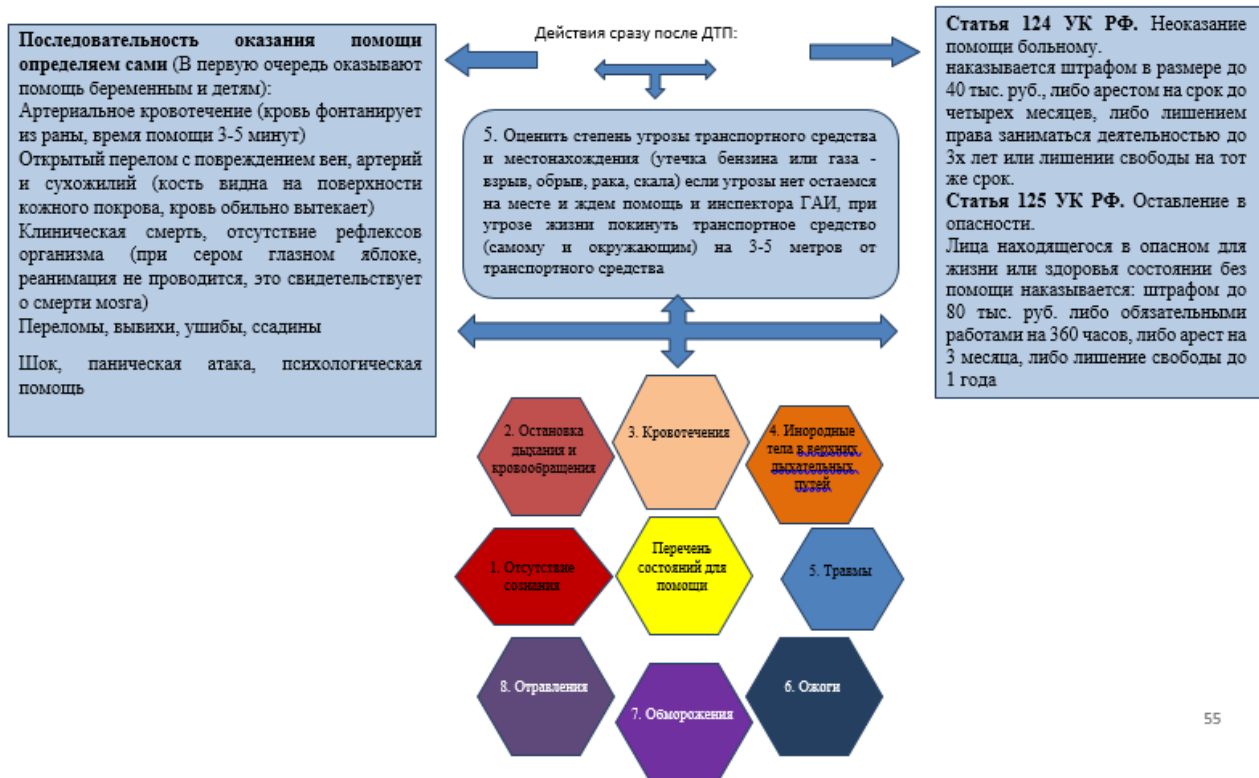 Действия сразу после ДТП:
Последовательность оказания помощи
определяем сами (В первую очередь оказывают
помощь беременным и детям):
Артериальное кровотечение (кровь фонтанирует
из раны, время помощи 3-5 минут)
Открытый перелом с повреждением вен, артерий
и сухожилий (кость видна на поверхности
кожного покрова, кровь обильно вытекает)
Клиническая смерть, отсутствие рефлексов
организма (при сером глазном яблоке,
реанимация не проводится, это свидетельствует
о смерти мозга)
Переломы, вывихи, ушибы, ссадины
Шок, паническая атака, психологическая
помощь
5. Оценить степень угрозы транспортного средства
и местонахождения (утечка бензина или газа -
взрыв, обрыв, рака, скала) если угрозы нет остаемся
на месте и ждем помощь и инспектора ГАИ, при
угрозе жизни покинуть транспортное средство
(самому и окружающим) на 3-5 метров от
транспортного средства
Статья 124 УК РФ. Неоказание
помощи больному.
наказывается штрафом в размере до
40 тыс. руб., либо арестом на срок до
четырех месяцев, либо лишением
права заниматься деятельностью до
3х лет или лишении свободы на тот
же срок.
Статья 125 УК РФ. Оставление в
опасности.
Лица находящегося в опасном для
жизни или здоровья состоянии без
помощи наказывается: штрафом до
80 тыс. руб. либо обязательными
работами на 360 часов, либо арест на
3 месяца, либо лишение свободы до
1 года
2. Остановка
дыхания и
кровообращения
3. Кровотечения
4. Инородные
тела в верхних
дыхательных
путей
1. Отсутствие
сознания
Перечень
состояний для
помощи
5. Травмы
8. Отравления
7. Обморожения
6. Ожоги
55